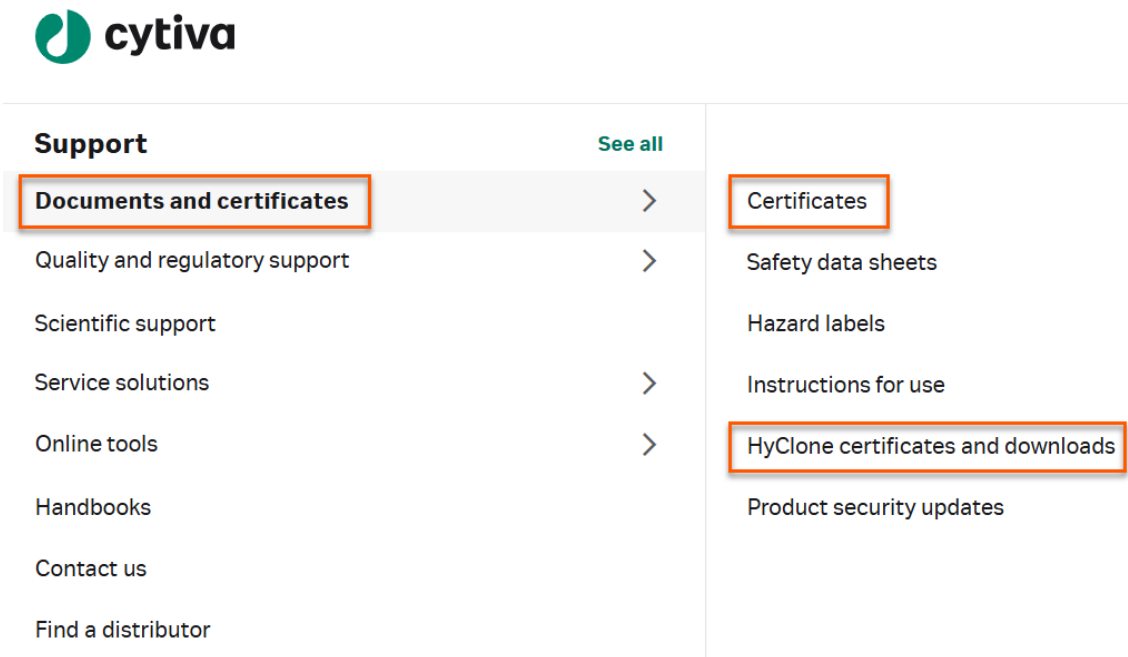 cytiva
Support
See all
Documents and certificates
Quality and regulatory support
Scientific support
Service solutions
Online tools
Handbooks
Contact us
Find a distributor
Certificates
Safety data sheets
Hazard labels
Instructions for use
HyClone certificates and downloads
Product security updates